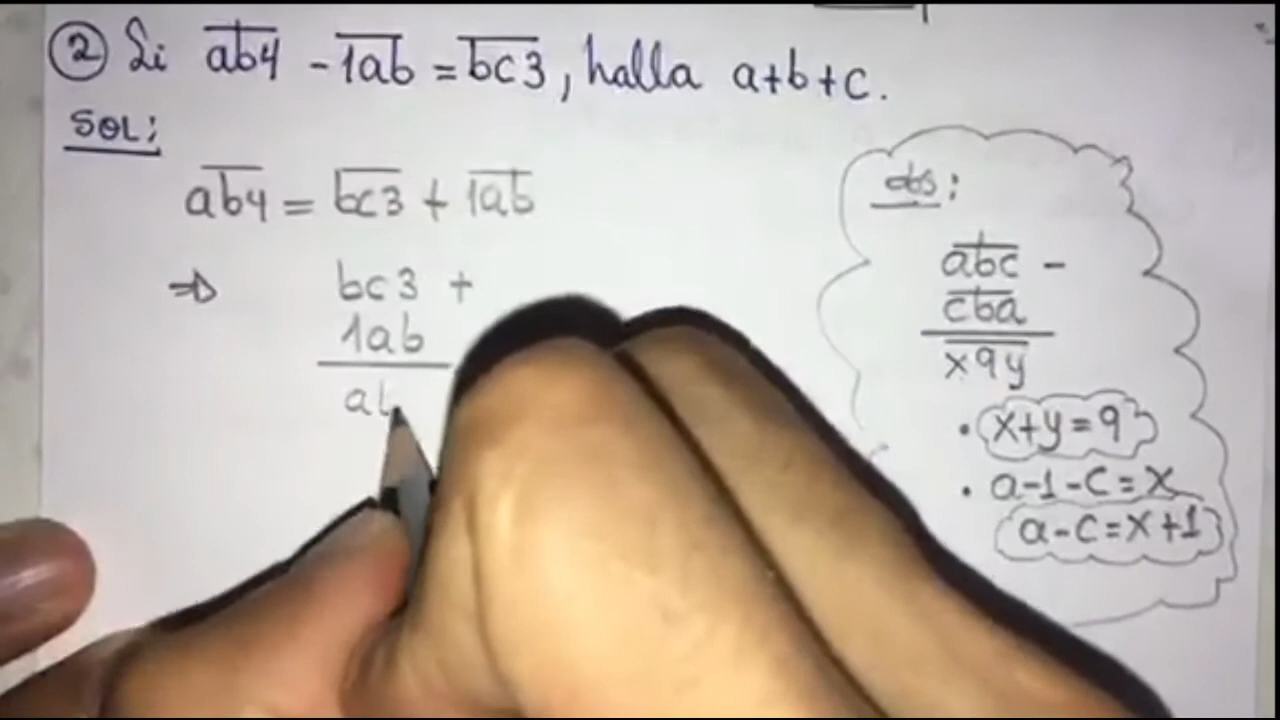 ② Si ab4 - 1ab = bc3, halla a+b+c.
SOL:
ab4 = bc3 + 1ab
⇒ bc3 +
1ab
ab
obs:
abc -
cba
x9y
• x+y=9
• a-1-c=x
a-c=x+1